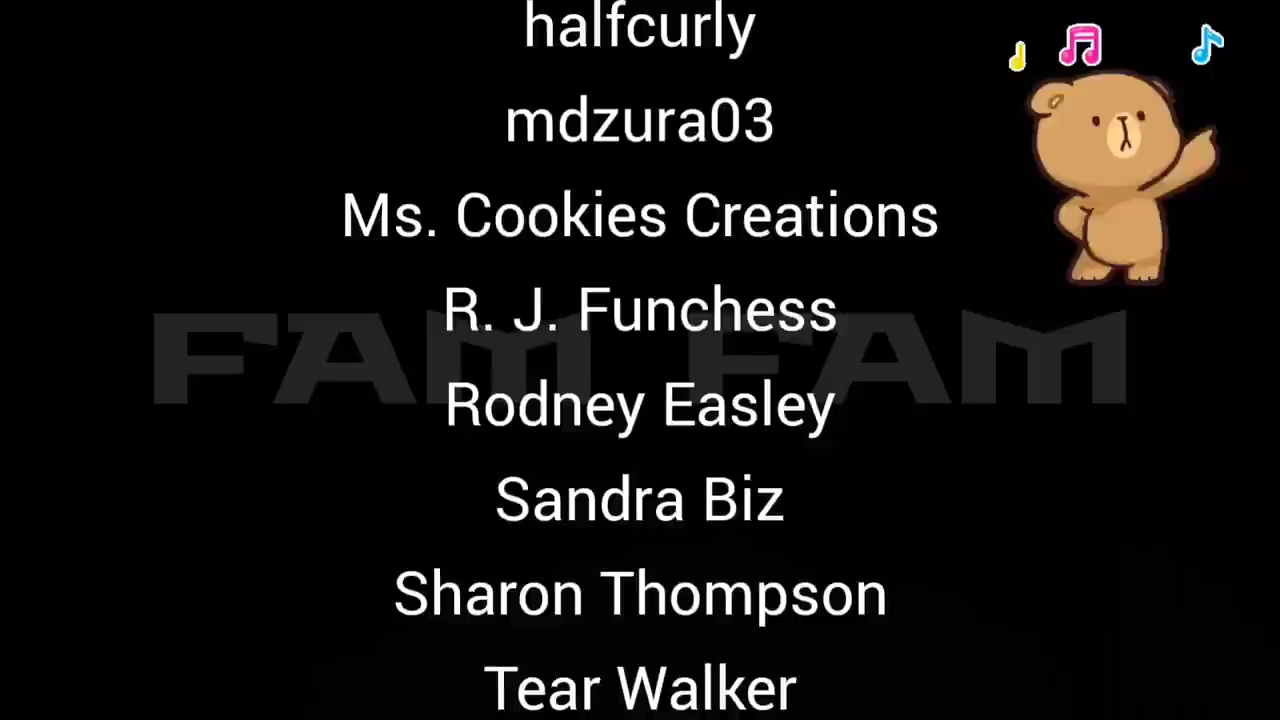 halfcurly
mdzura03
Ms. Cookies Creations
R. J. Funchess
FAM FAM
Rodney Easley
Sandra Biz
Sharon Thompson
Tear Walker